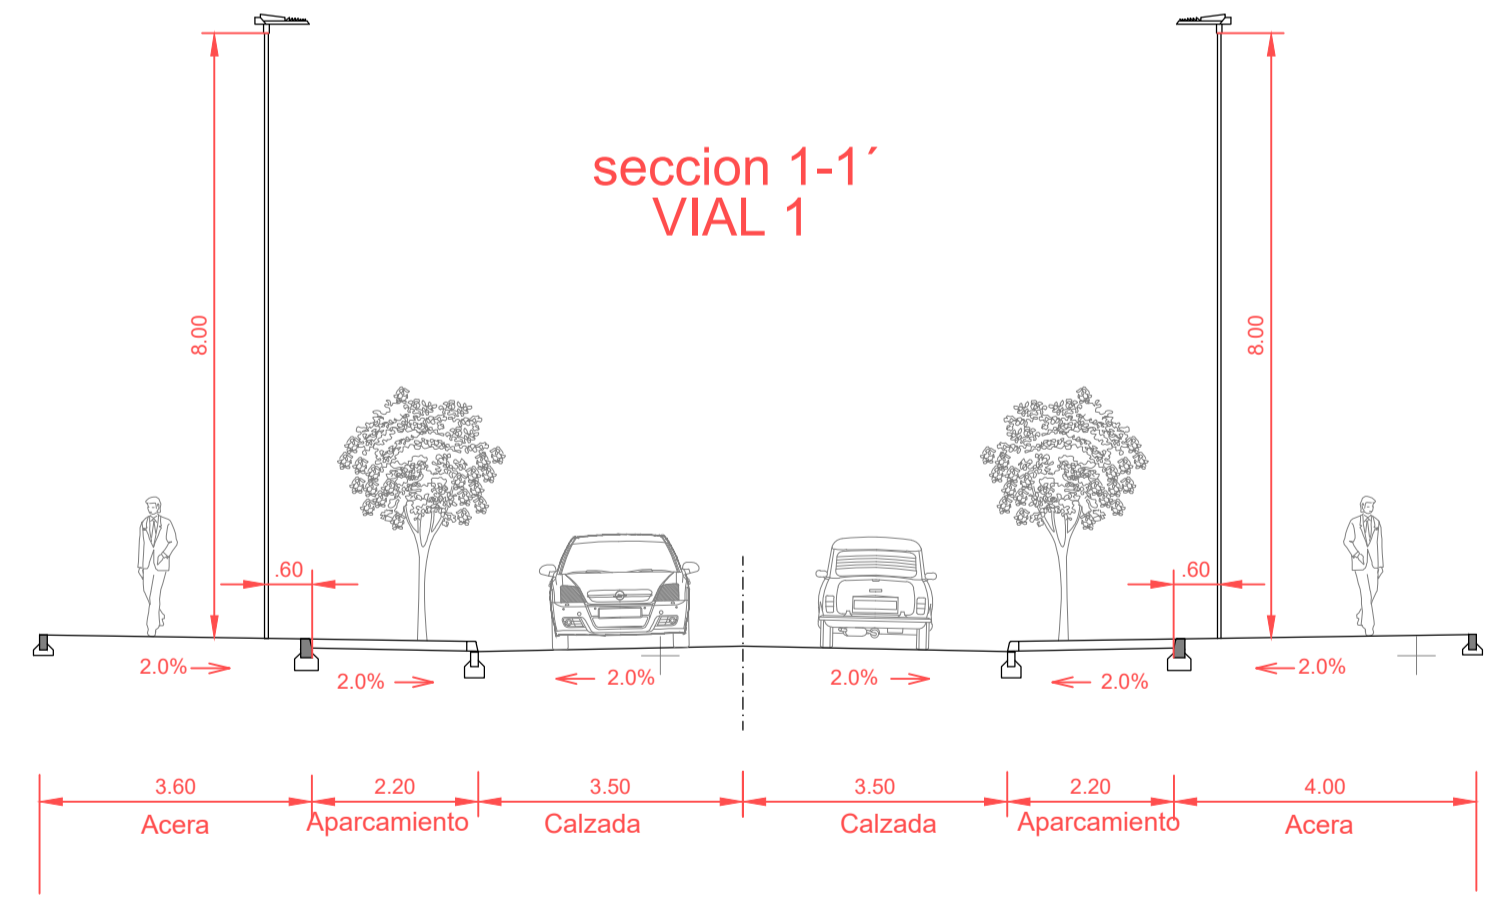 seccion 1-1´
VIAL 1
8.00
8.00
.60
.60
2.0%
2.0%
2.0%
2.0%
2.0%
2.0%
3.60
2.20
3.50
3.50
2.20
4.00
Acera
Aparcamiento
Calzada
Calzada
Aparcamiento
Acera